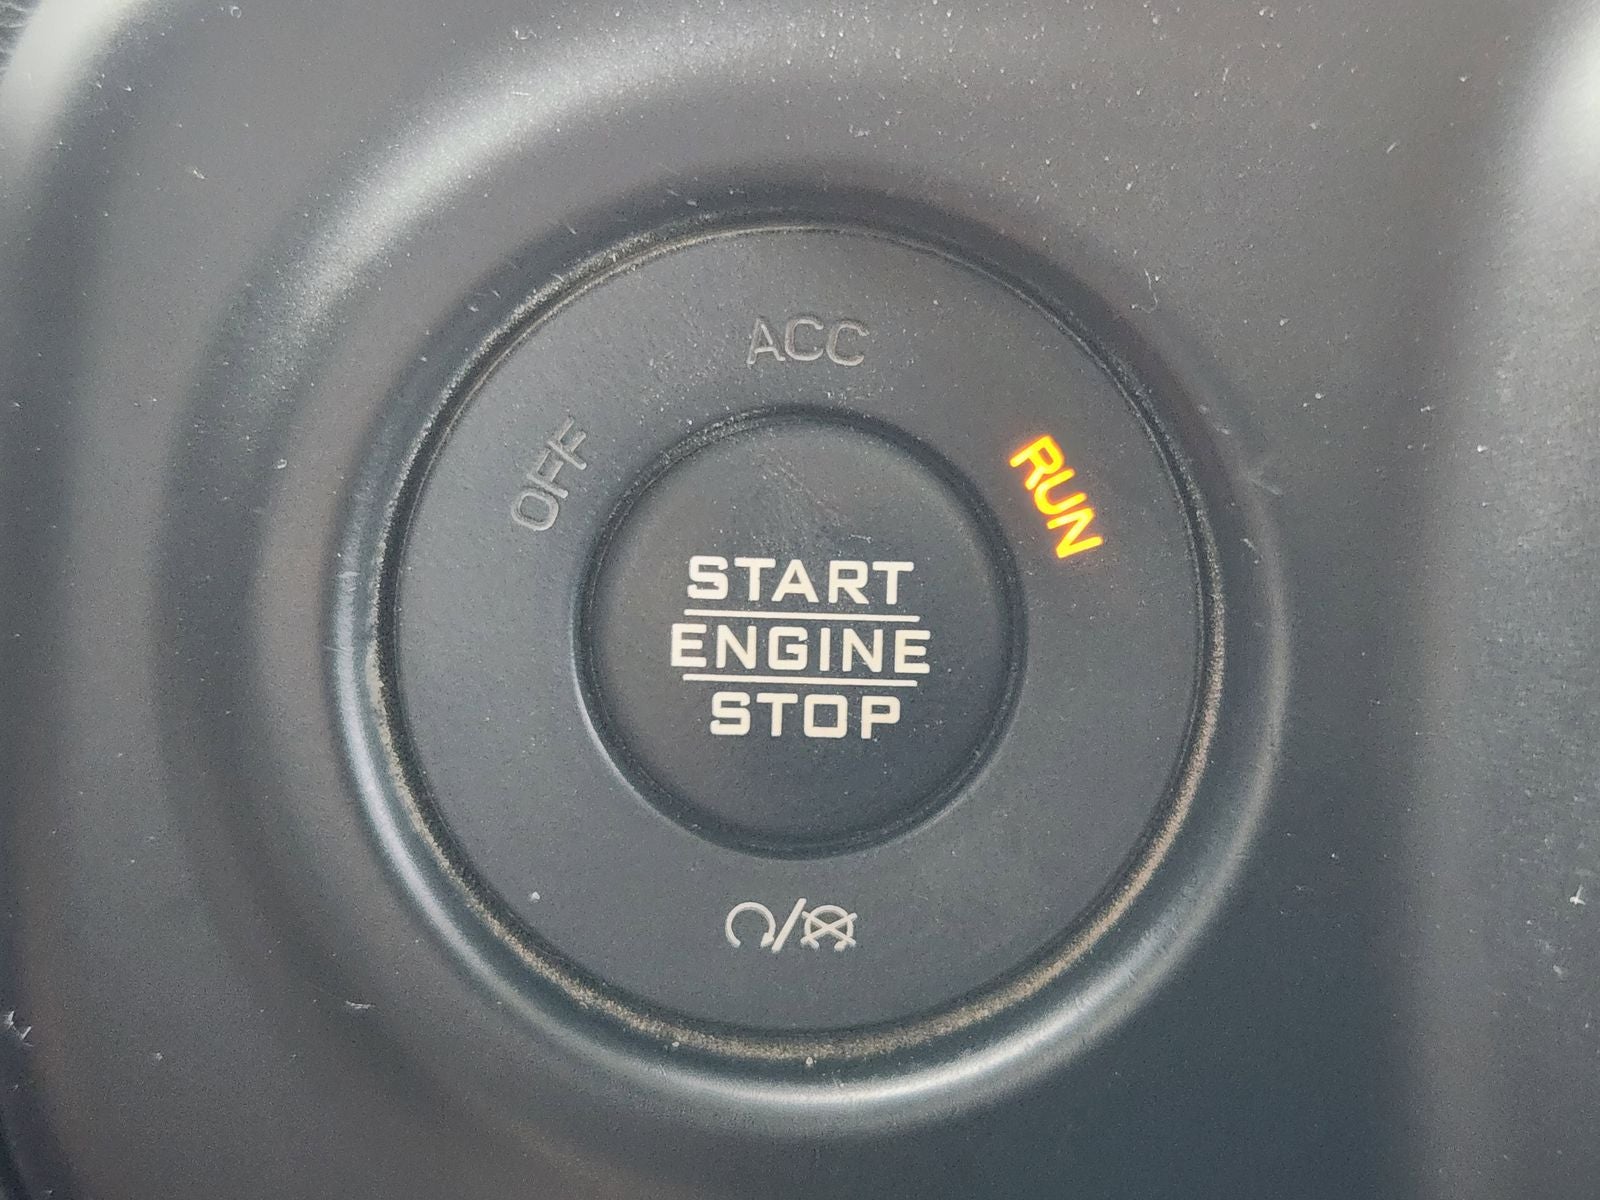 ACC
OFF
RUN
START
ENGINE
STOP